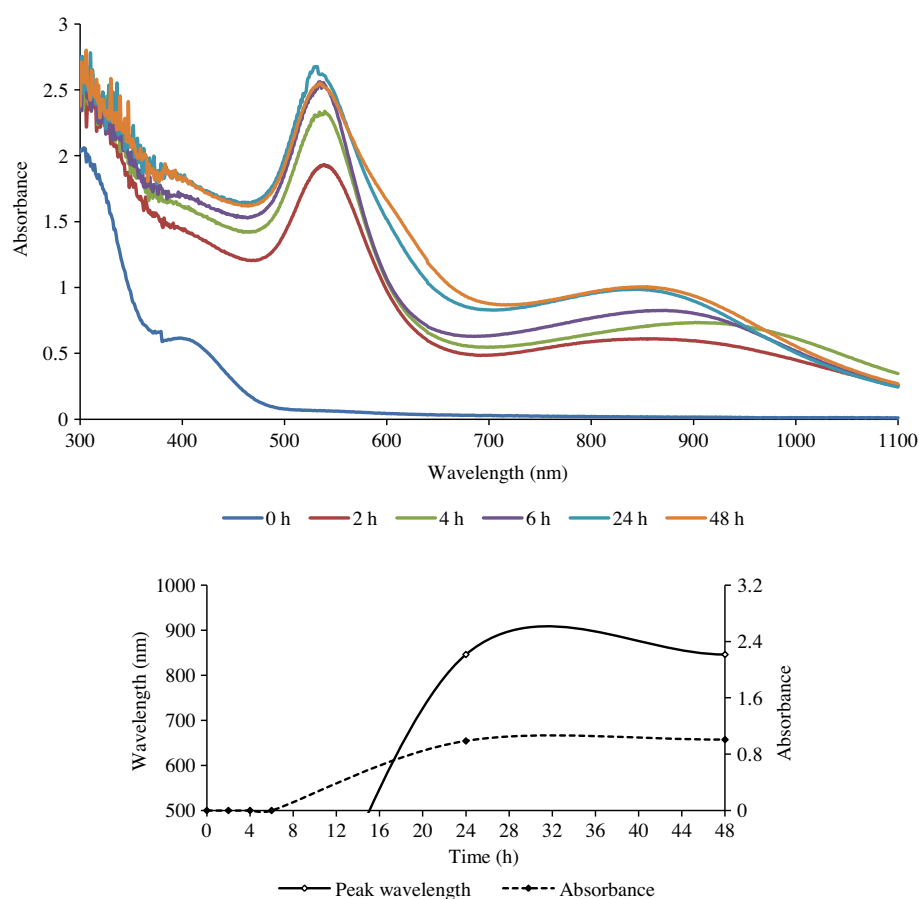 3
2.5
2
1.5
1
0.5
0
Absorbance
300 400 500 600 700 800 900 1000 1100
Wavelength (nm)
0 h 2 h 4 h 6 h 24 h 48 h
1000 3.2
900 2.4
800 1.6
700 0.8
600 0
500
Wavelength (nm)
Absorbance
0 4 8 12 16 20 24 28 32 36 40 44 48
Time (h)
Peak wavelength Absorbance